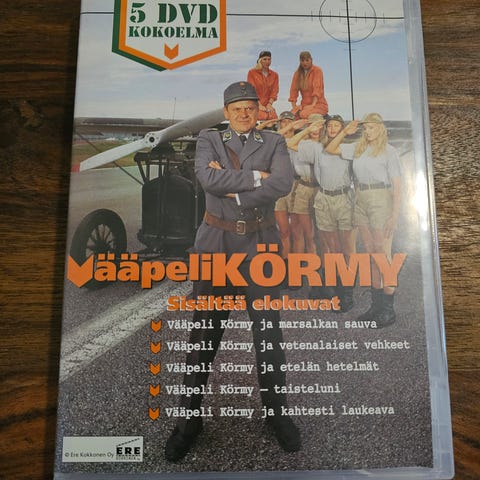 5 DVD
KOKOELMA
VääpeliKÖRMY
Sisältää elokuvat
Vääpeli Körmy ja marsalkan sauva
Vääpeli Körmy ja vetenalaiset vehkeet
Vääpeli Körmy ja etelän hetelmät
Vääpeli Körmy – taisteluni
Vääpeli Körmy ja kahtesti laukeava
© Ere Kokkonen Oy ERE